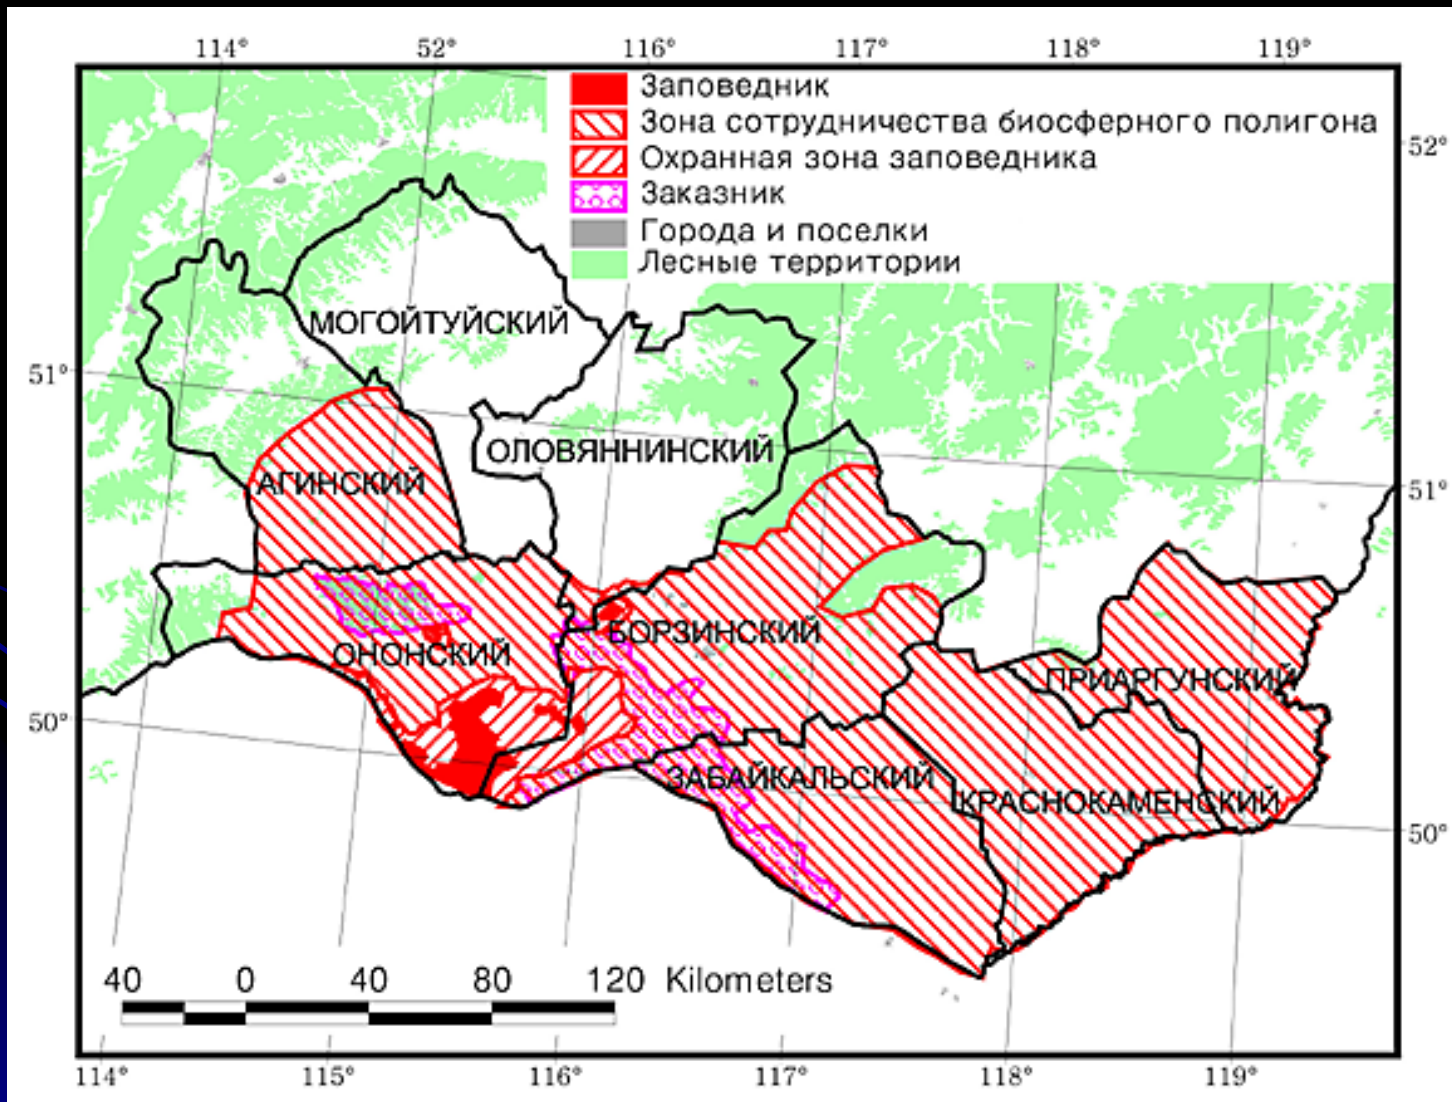 114° 52° 116° 117° 118° 119°
Заповедник
Зона сотрудничества биосферного полигона
52°
Охранная зона заповедника
Заказник
Города и поселки
Лесные территории
МОГОЙТУЙСКИЙ
51°
ОЛОВЯННИНСКИЙ
АГИНСКИЙ
51°
БОРЗИНСКИЙ
ОНОНСКИЙ
ПРИАРГУНСКИЙ
50°
ЗАБАЙКАЛЬСКИЙ
КРАСНОКАМЕНСКИЙ
50°
40 0 40 80 120 Kilometers
114° 115° 116° 117° 118° 119°